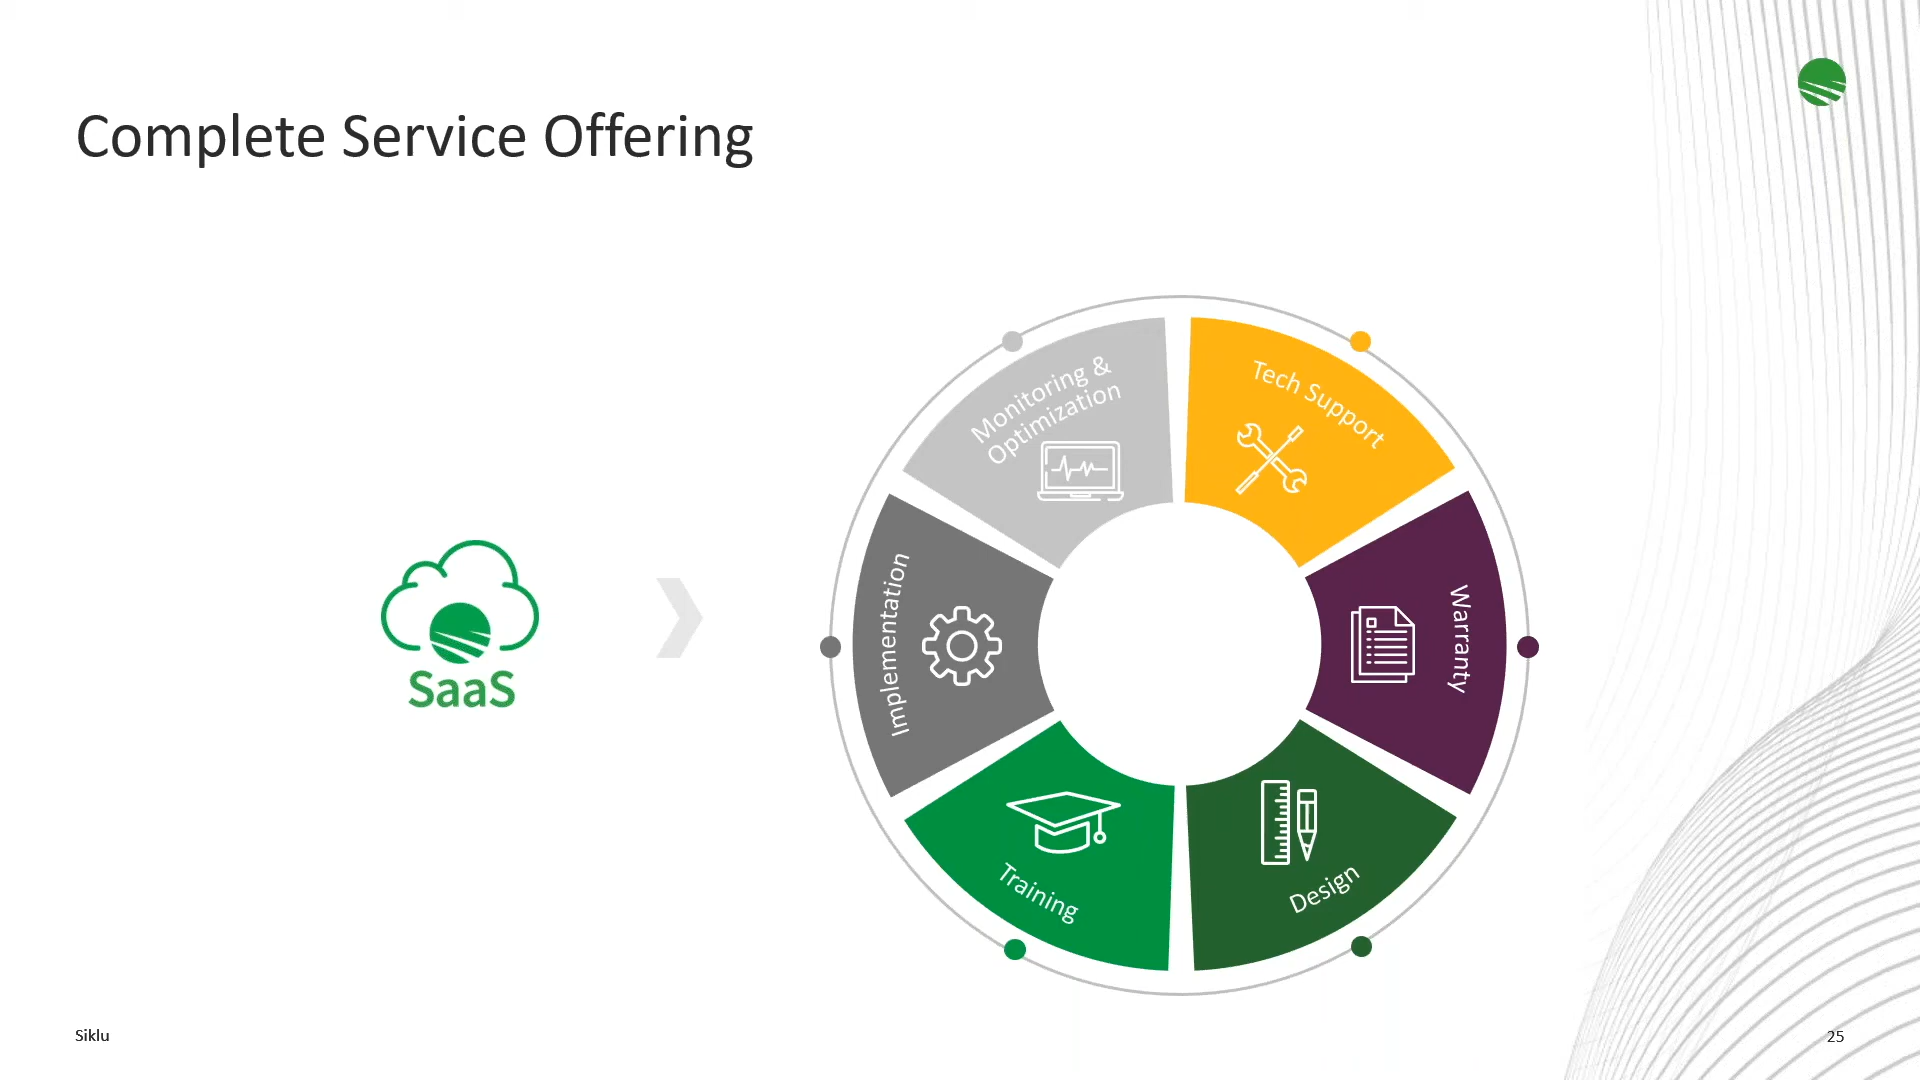 Complete Service Offering
SaaS
Monitoring &
Optimization
Tech Support
Implementation
Warranty
Training
Design
Siklu
25